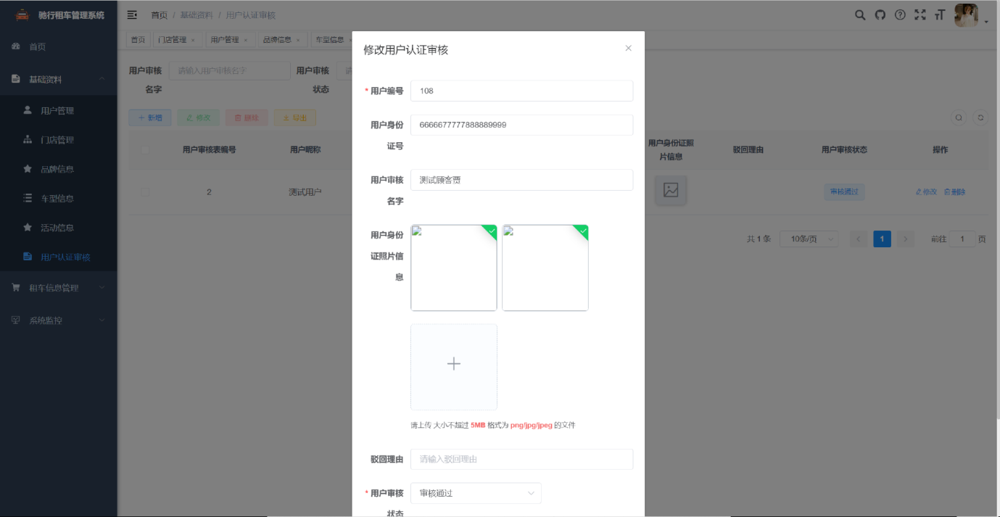 驰行租车管理系统
首页 / 基础资料 / 用户认证审核
首页 门店管理 × 用户管理 × 品牌信息 × 车型信息 ×
首页
基础资料
用户管理
门店管理
品牌信息
车型信息
活动信息
用户认证审核
租车信息管理
系统监控
用户审核名字 请输入用户审核名字 用户审核状态 请
+ 新增 修改 删除 导出
用户审核表编号 用户昵称 用户身份证照片信息 驳回理由 用户审核状态 操作
2 测试用户 审核通过 修改 删除
共 1 条 10条/页 1 前往 1 页
修改用户认证审核
* 用户编号 108
用户身份证号 6666677777888889999
用户审核名字 测试顾客贾
用户身份证照片信息
请上传 大小不超过 5MB 格式为 png/jpg/jpeg 的文件
驳回理由 请输入驳回理由
* 用户审核状态 审核通过